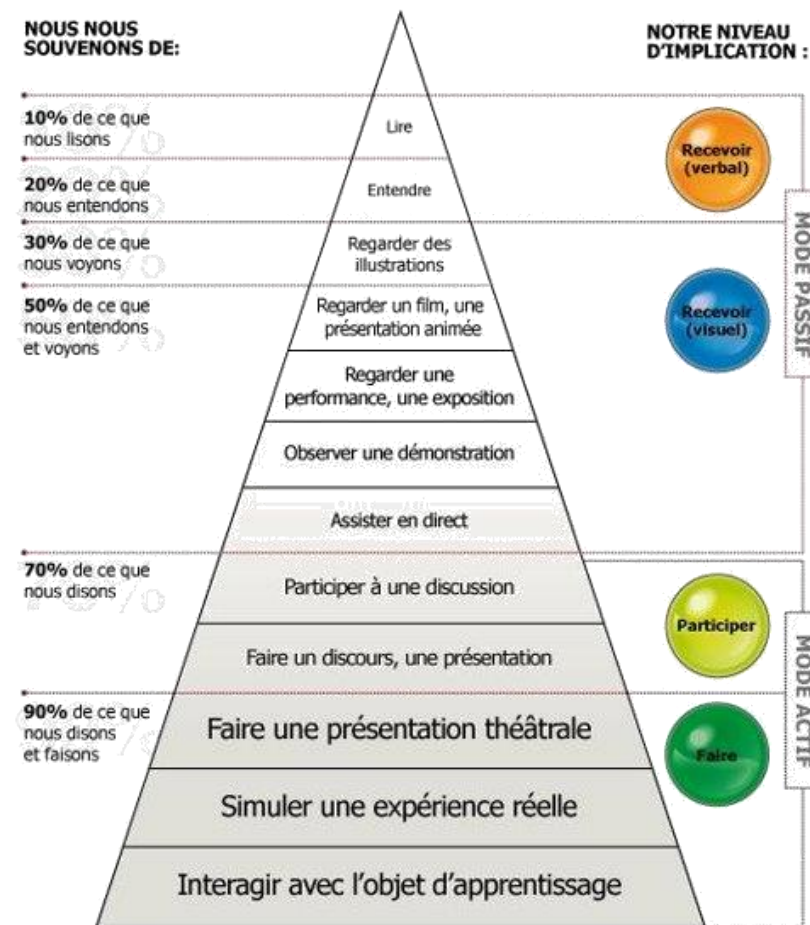 NOUS NOUS
SOUVENONS DE:
NOTRE NIVEAU
D'IMPLICATION :
10% de ce que
nous lisons
Lire
Recevoir
(verbal)
20% de ce que
nous entendons
Entendre
30% de ce que
nous voyons
Regarder des
illustrations
50% de ce que
nous entendons
et voyons
Regarder un film, une
présentation animée
Recevoir
(visuel)
MODE PASSIF
Regarder une
performance, une exposition
Observer une démonstration
Assister en direct
70% de ce que
nous disons
Participer à une discussion
Participer
Faire un discours, une présentation
MODE ACTIF
90% de ce que
nous disons
et faisons
Faire une présentation théâtrale
Faire
Simuler une expérience réelle
Interagir avec l'objet d'apprentissage